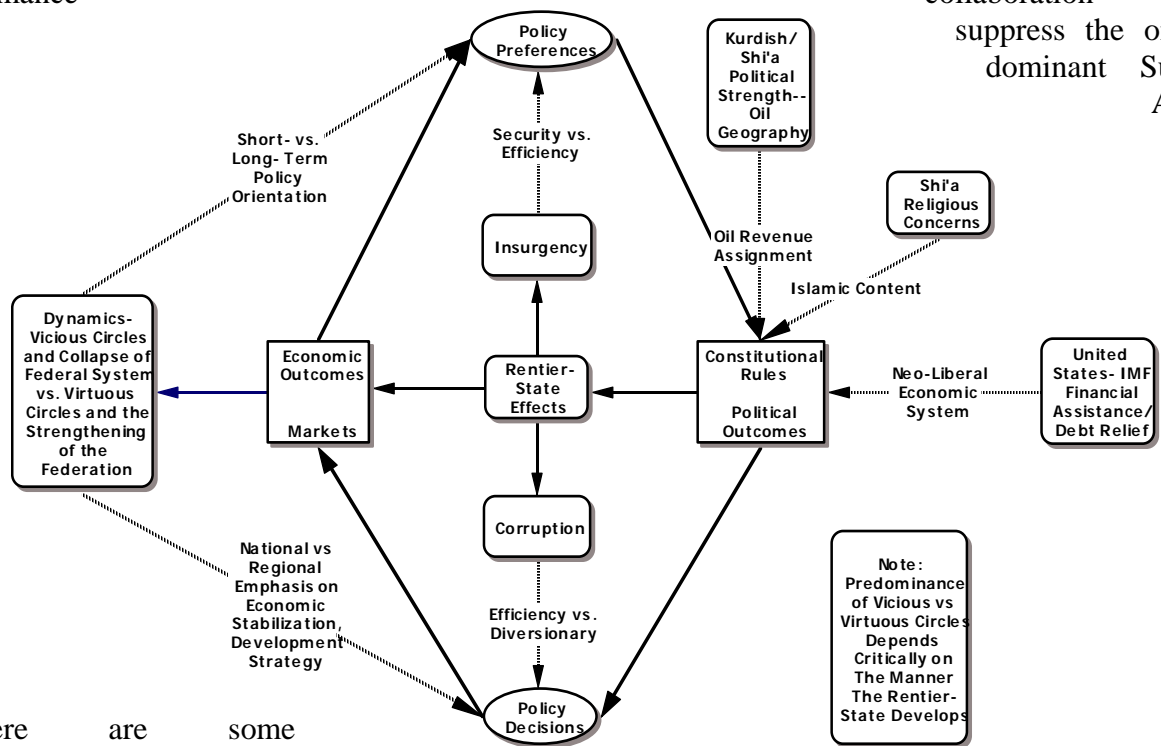 Policy
Preferences
Kurdish/
Shi'a
Political
Strength--
Oil
Geography
suppress the
dominant
Short- vs.
Long- Term
Policy
Orientation
Security vs.
Efficiency
Shi'a
Religious
Concerns
Insurgency
Oil Revenue
Assignment
Islamic Content
Dynamics-
Vicious Circles
and Collapse of
Federal System
vs. Virtuous
Circles and the
Strengthening
of the
Federation
Economic
Outcomes
Markets
Rentier-
State
Effects
Constitutional
Rules
Political
Outcomes
Neo-Liberal
Economic
System
United
States- IMF
Financial
Assistance/
Debt Relief
Corruption
National vs
Regional
Emphasis on
Economic
Stabilization,
Development
Strategy
Efficiency vs.
Diversionary
Note:
Predominance
of Vicious vs
Virtuous Circles
Depends
Critically on
The Manner
The Rentier-
State Develops
Policy
Decisions
are some